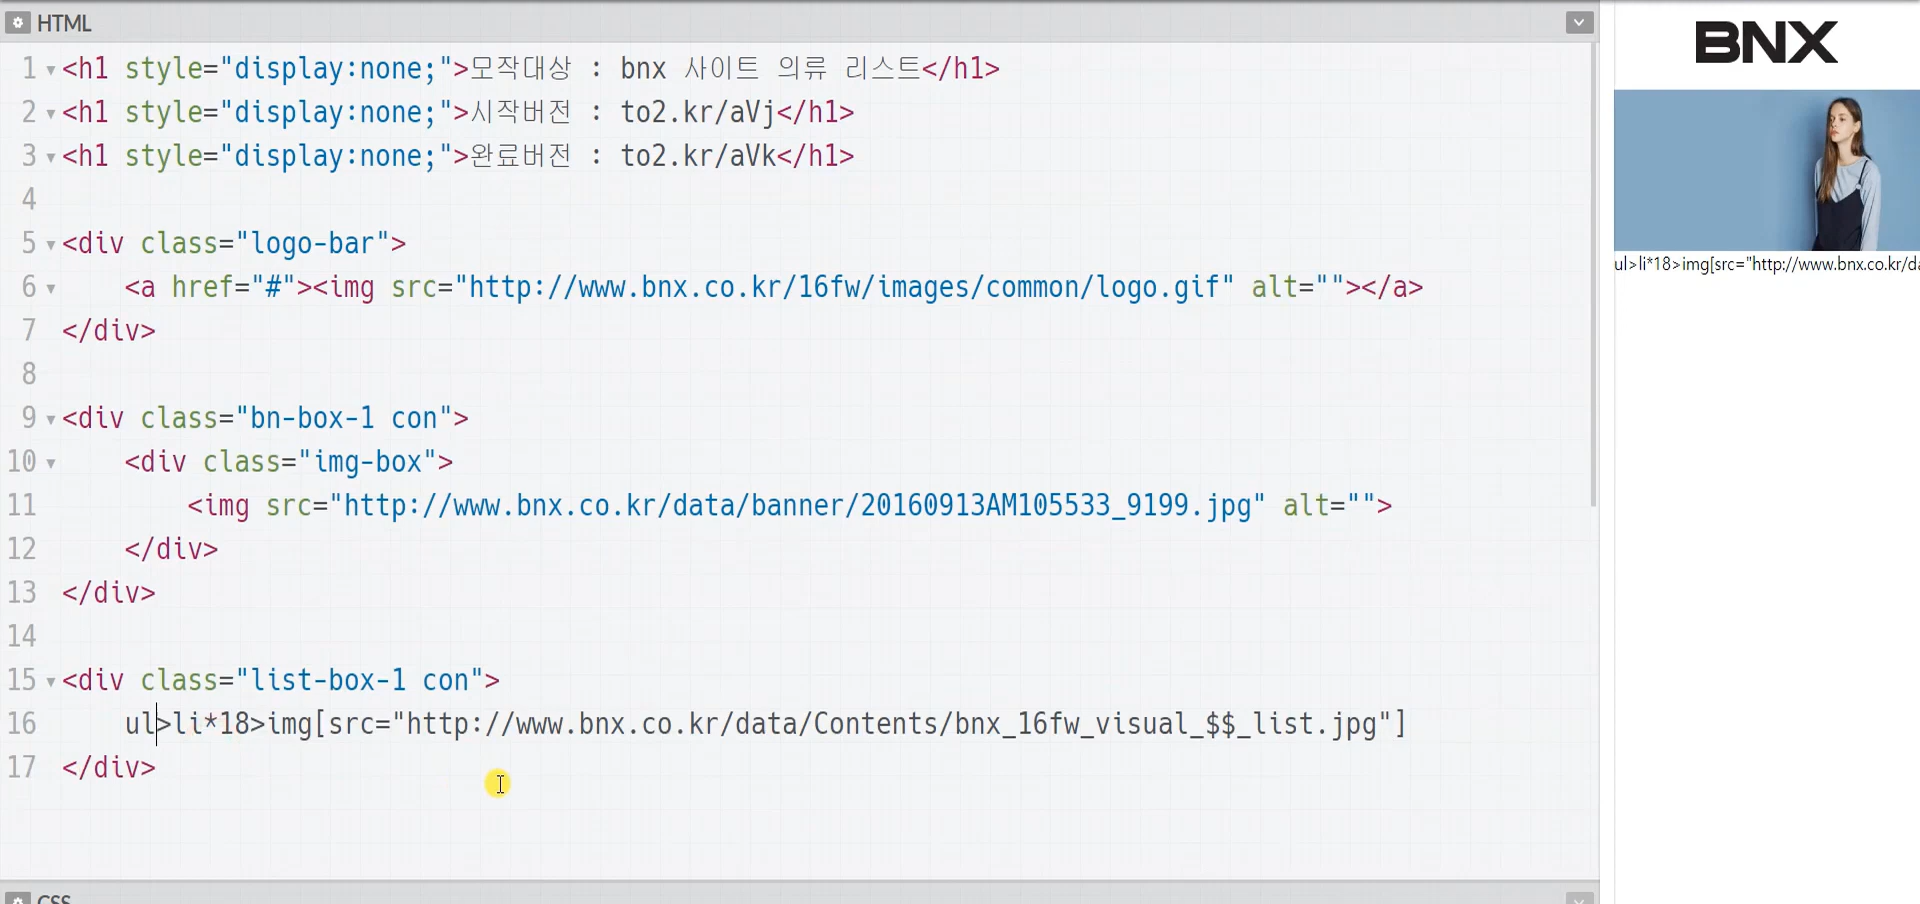 HTML
1 <h1 style="display:none;">모작대상 : bnx 사이트 의류 리스트</h1>
2 <h1 style="display:none;">시작버전 : to2.kr/aVj</h1>
3 <h1 style="display:none;">완료버전 : to2.kr/aVk</h1>
4
5 <div class="logo-bar">
6 <a href="#"><img src="http://www.bnx.co.kr/16fw/images/common/logo.gif" alt=""></a>
7 </div>
8
9 <div class="bn-box-1 con">
10 <div class="img-box">
11 <img src="http://www.bnx.co.kr/data/banner/20160913AM105533_9199.jpg" alt="">
12 </div>
13 </div>
14
15 <div class="list-box-1 con">
16 ul>li*18>img[src="http://www.bnx.co.kr/data/Contents/bnx_16fw_visual_$$_list.jpg"]
17 </div>
CSS
BNX
ul>li*18>img[src="http://www.bnx.co.kr/da